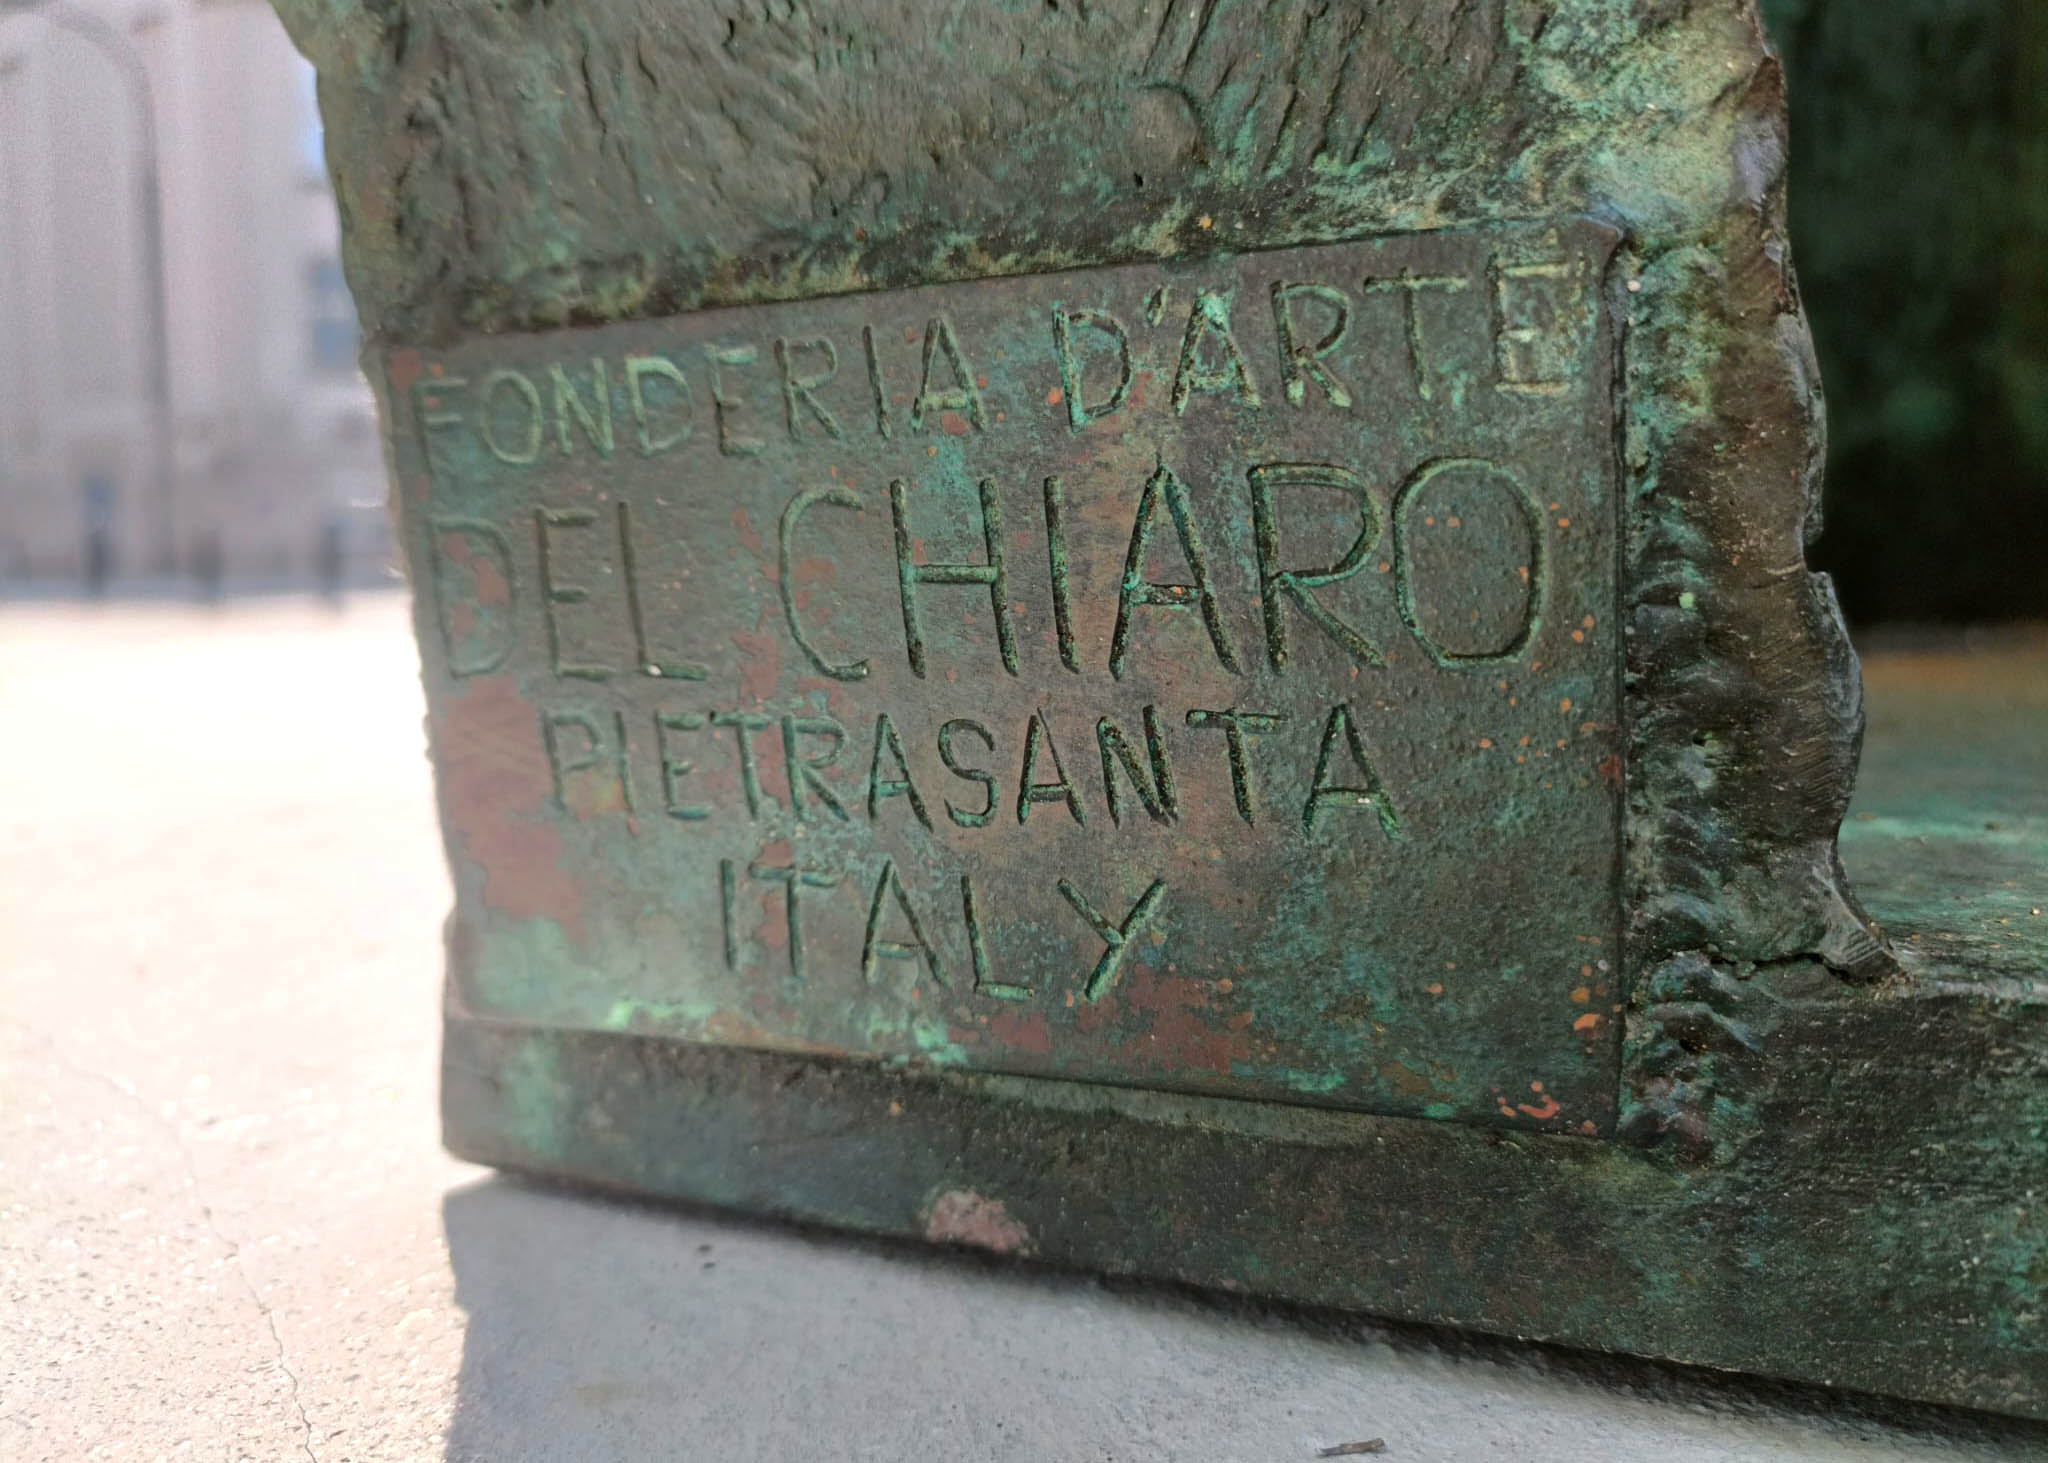 FONDERIA D'ARTE
DEL CHIARO
PIETRASANTA
ITALY